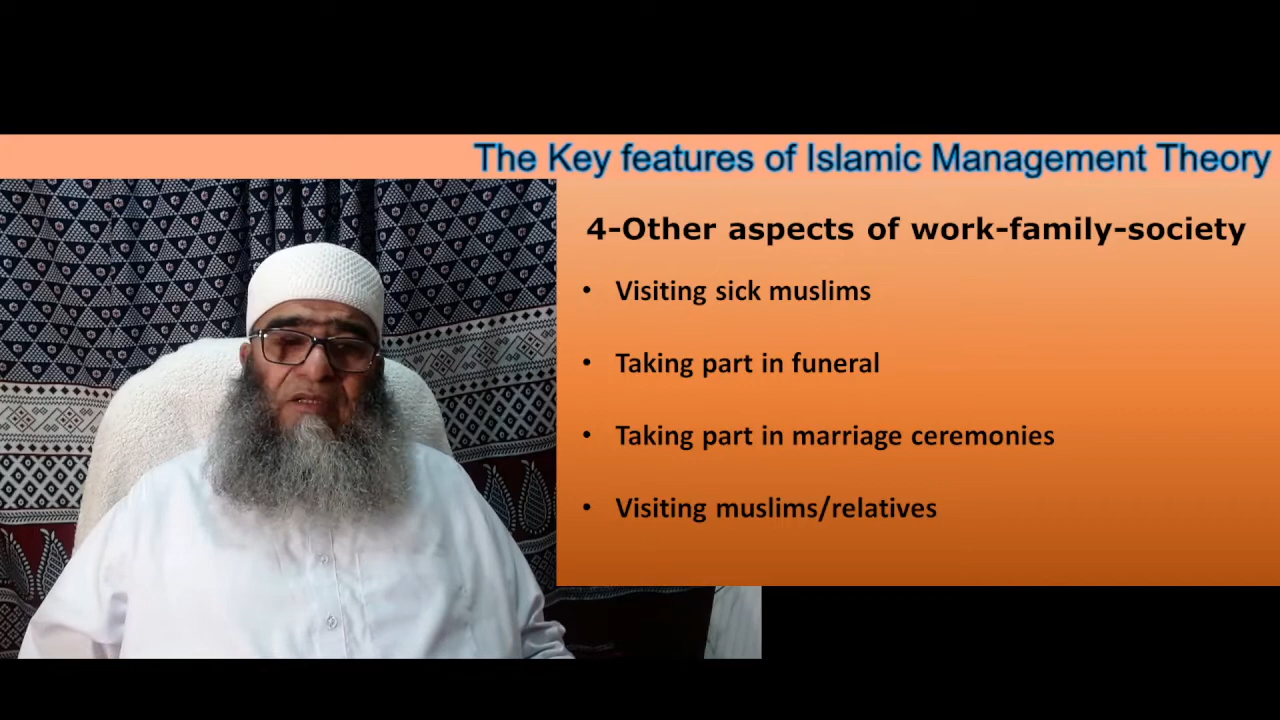 The Key features of Islamic Management Theory
4-Other aspects of work-family-society
• Visiting sick muslims
• Taking part in funeral
• Taking part in marriage ceremonies
• Visiting muslims/relatives